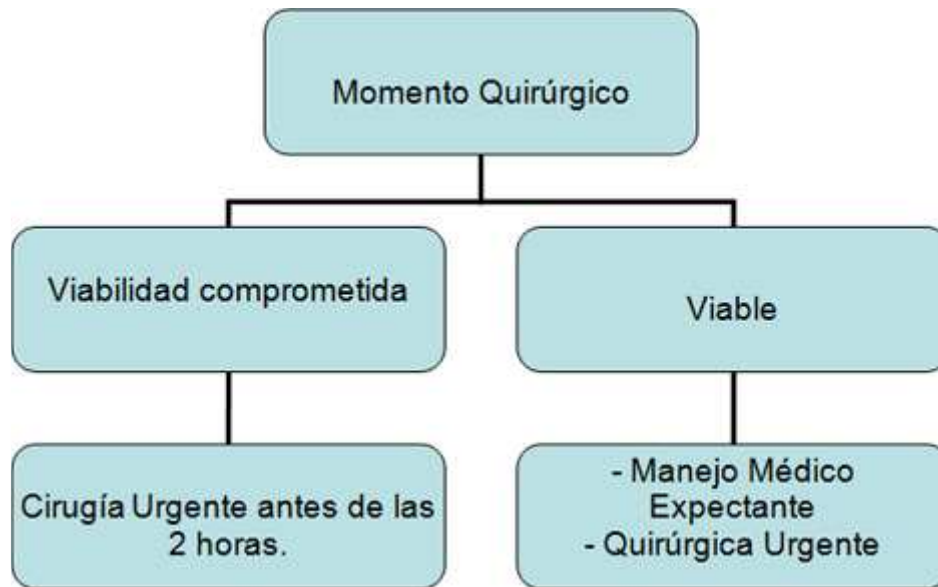 Momento Quirúrgico
Viabilidad comprometida
Viable
Cirugía Urgente antes de las
2 horas.
- Manejo Médico
Expectante
- Quirúrgica Urgente